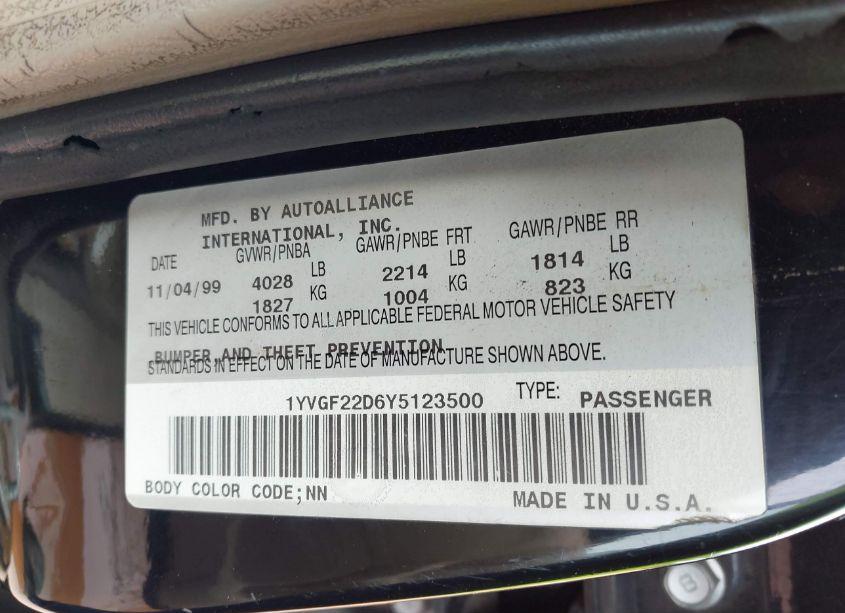 MFD. BY AUTOALLIANCE
INTERNATIONAL, INC.
DATE GVWR/PNBA GAWR/PNBE FRT GAWR/PNBE RR
11/04/99 4028 LB 2214 LB 1814 LB
1827 KG 1004 KG 823 KG
THIS VEHICLE CONFORMS TO ALL APPLICABLE FEDERAL MOTOR VEHICLE SAFETY
BUMPER,AND THEFT PREVENTION
STANDARDS IN EFFECT ON THE DATE OF MANUFACTURE SHOWN ABOVE.
1YVGF22D6Y5123500 TYPE: PASSENGER
BODY COLOR CODE;NN MADE IN U.S.A.
8